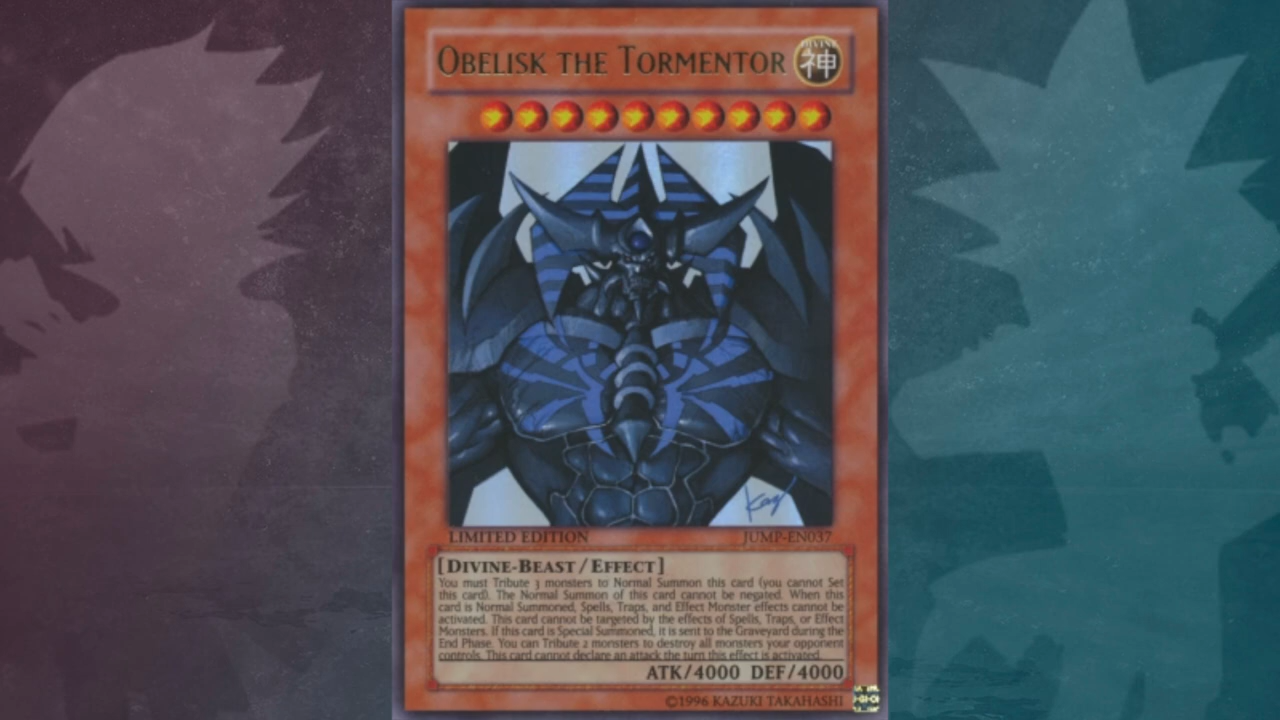 OBELISK THE TORMENTOR
DIVINE
神
Kaz
LIMITED EDITION JUMP-EN037
[DIVINE-BEAST/EFFECT]
You must Tribute 3 monsters to Normal Summon this card (you cannot Set
this card). The Normal Summon of this card cannot be negated. When this
card is Normal Summoned, Spells, Traps, and Effect Monster effects cannot be
activated. This card cannot be targeted by the effects of Spells, Traps, or Effect
Monsters. If this card is Special Summoned, it is sent to the Graveyard during the
End Phase. You can Tribute 2 monsters to destroy all monsters your opponent
controls. This card cannot declare an attack the turn this effect is activated.
ATK/4000 DEF/4000
©1996 KAZUKI TAKAHASHI